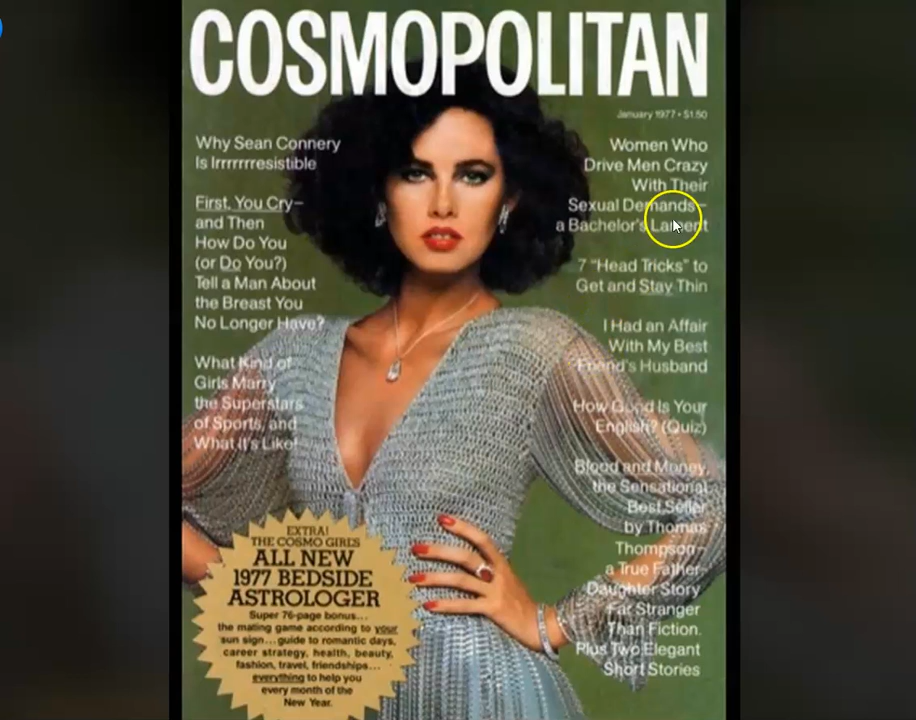 COSMOPOLITAN
January 1977 • $1.50
Why Sean Connery
Is Irrrrrrresistible
First, You Cry—
and Then
How Do You
(or Do You?)
Tell a Man About
the Breast You
No Longer Have?
What Kind of
Girls Marry
the Superstars
of Sports, and
What It's Like!
Women Who
Drive Men Crazy
With Their
Sexual Demands—
a Bachelor's Lament
7 "Head Tricks" to
Get and Stay Thin
I Had an Affair
With My Best
Friend's Husband
How Good Is Your
English? (Quiz)
Blood and Money,
the Sensational
Best Seller
by Thomas
Thompson—
a True Father-
Daughter Story
Far Stranger
Than Fiction.
Plus Two Elegant
Short Stories
EXTRA!
THE COSMO GIRLS
ALL NEW
1977 BEDSIDE
ASTROLOGER
Super 76-page bonus...
the mating game according to your
sun sign...guide to romantic days,
career strategy, health, beauty,
fashion, travel, friendships...
everything to help you
every month of the
New Year.